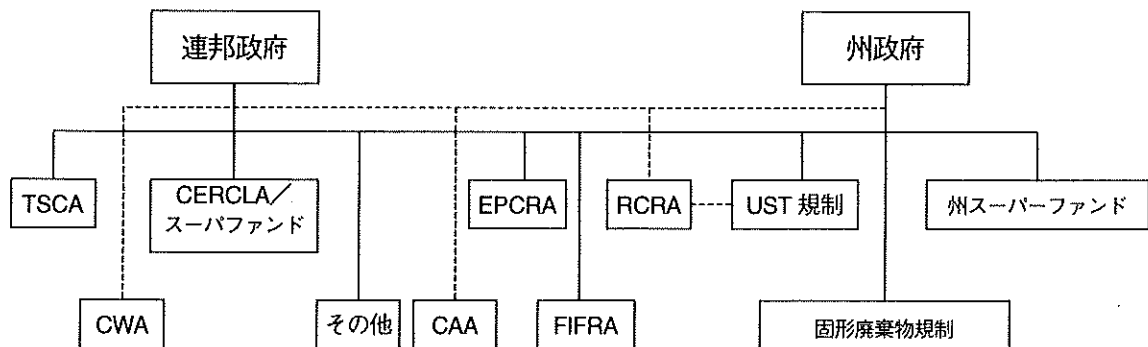 連邦政府
州政府
TSCA
CERCLA／
スーパファンド
EPCRA
RCRA
UST 規制
州スーパーファンド
CWA
その他
CAA
FIFRA
固形廃棄物規制